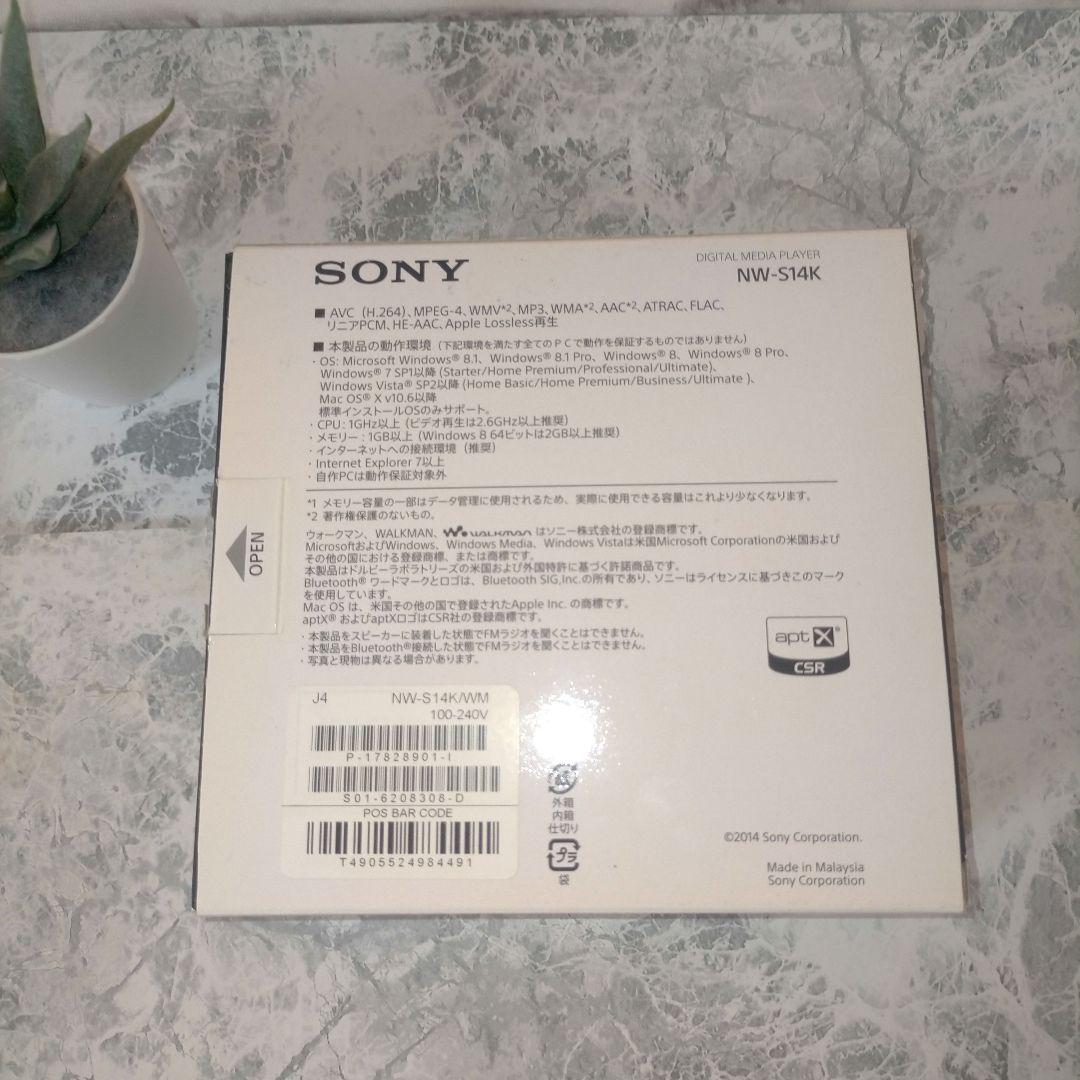 SONY
DIGITAL MEDIA PLAYER
NW-S14K
■ AVC (H.264)、MPEG-4、WMV*2、MP3、WMA*2、AAC*2、ATRAC、FLAC、
リニアPCM、HE-AAC、Apple Lossless再生
■ 本製品の動作環境（下記環境を満たす全てのPCで動作を保証するものではありません）
・OS: Microsoft Windows® 8.1、Windows® 8.1 Pro、Windows® 8、Windows® 8 Pro、
Windows® 7 SP1以降 (Starter/Home Premium/Professional/Ultimate)、
Windows Vista® SP2以降 (Home Basic/Home Premium/Business/Ultimate )、
Mac OS® X v10.6以降
標準インストールOSのみサポート。
・CPU : 1GHz以上 (ビデオ再生は2.6GHz以上推奨)
・メモリー : 1GB以上 (Windows 8 64ビットは2GB以上推奨)
・インターネットへの接続環境（推奨）
・Internet Explorer 7以上
・自作PCは動作保証対象外
*1 メモリー容量の一部はデータ管理に使用されるため、実際に使用できる容量はこれより少なくなります。
*2 著作権保護のないもの。
ウォークマン、WALKMAN、WALKMAN はソニー株式会社の登録商標です。
MicrosoftおよびWindows、Windows Media、Windows Vistaは米国Microsoft Corporationの米国および
その他の国における登録商標、または商標です。
本製品はドルビーラボラトリーズの米国および外国特許に基づく許諾商品です。
Bluetooth® ワードマークとロゴは、Bluetooth SIG,Inc.の所有であり、ソニーはライセンスに基づきこのマーク
を使用しています。
Mac OS は、米国その他の国で登録されたApple Inc. の商標です。
aptX® およびaptXロゴはCSR社の登録商標です。
・本製品をスピーカーに装着した状態でFMラジオを聞くことはできません。
・本製品をBluetooth®接続した状態でFMラジオを聞くことはできません。
・写真と現物は異なる場合があります。
OPEN
aptX®
CSR
J4 NW-S14K/WM
100-240V
P-17828901-I
S01-6208308-D
POS BAR CODE
T4905524984491
紙
外箱
内箱
仕切り
プラ
袋
©2014 Sony Corporation.
Made in Malaysia
Sony Corporation